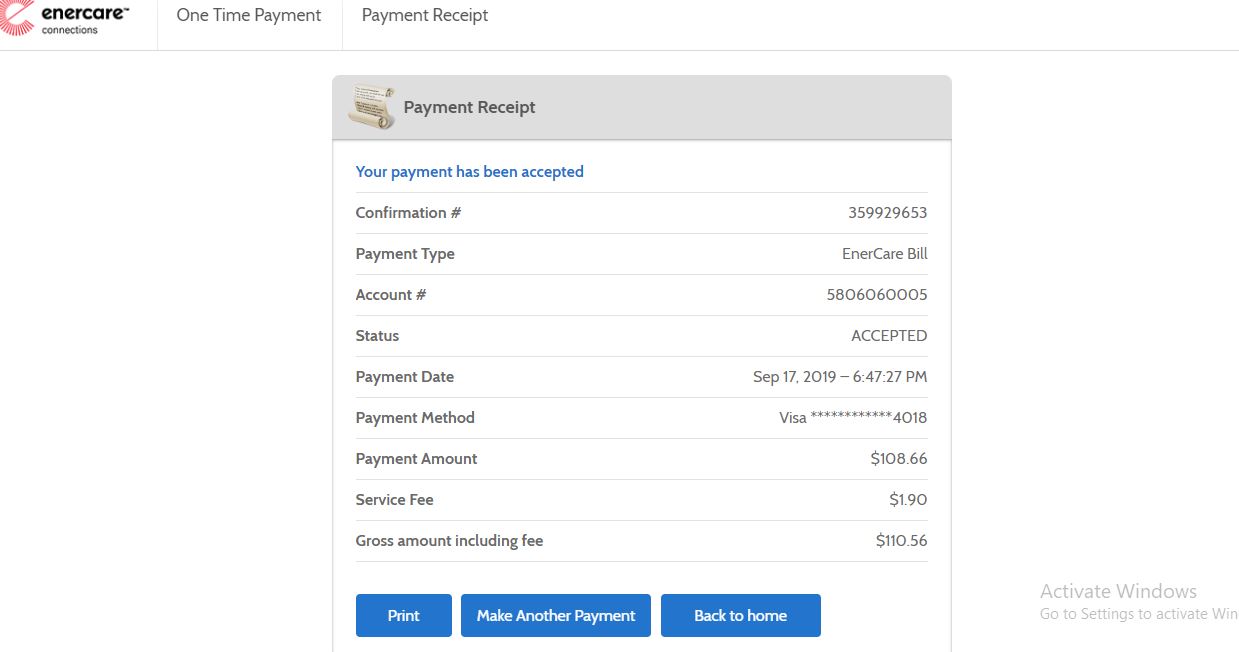 enercare™ One Time Payment Payment Receipt
connections
Payment Receipt
Your payment has been accepted
Confirmation # 359929653
Payment Type EnerCare Bill
Account # 5806060005
Status ACCEPTED
Payment Date Sep 17, 2019 – 6:47:27 PM
Payment Method Visa ************4018
Payment Amount $108.66
Service Fee $1.90
Gross amount including fee $110.56
Print Make Another Payment Back to home
Activate Windows
Go to Settings to activate Win